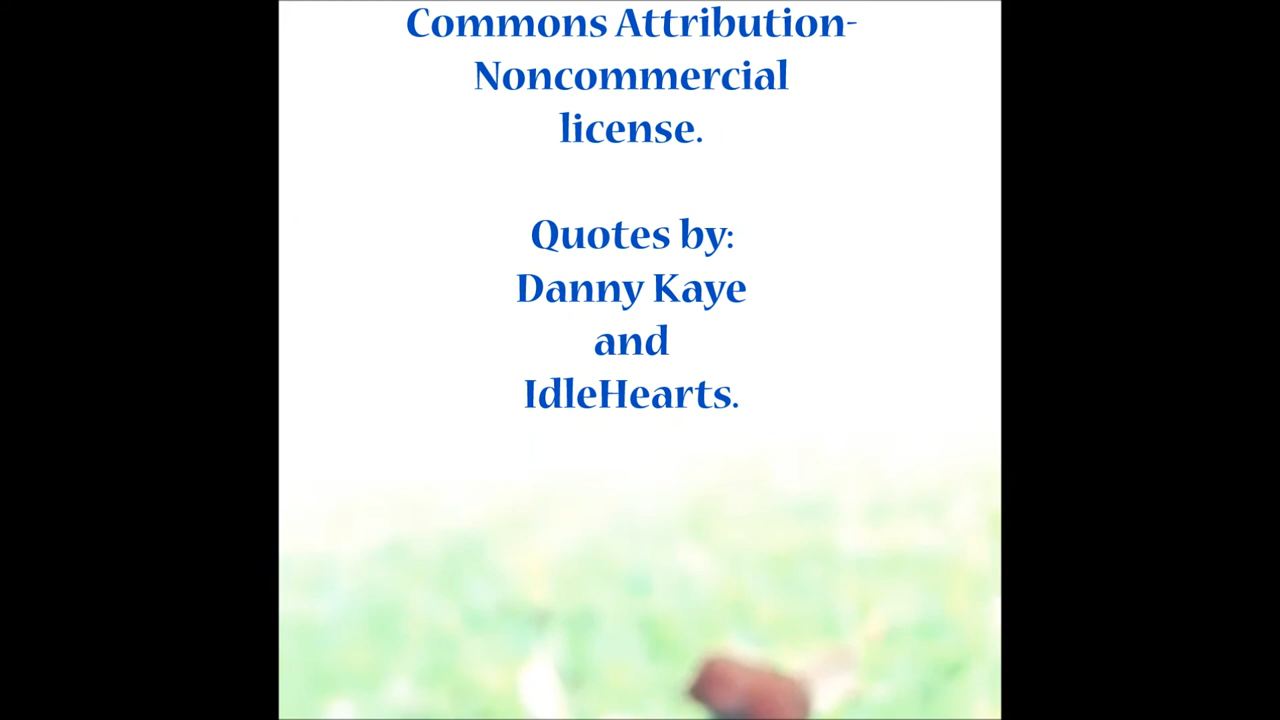 Commons Attribution-
Noncommercial
license.
Quotes by:
Danny Kaye
and
IdleHearts.